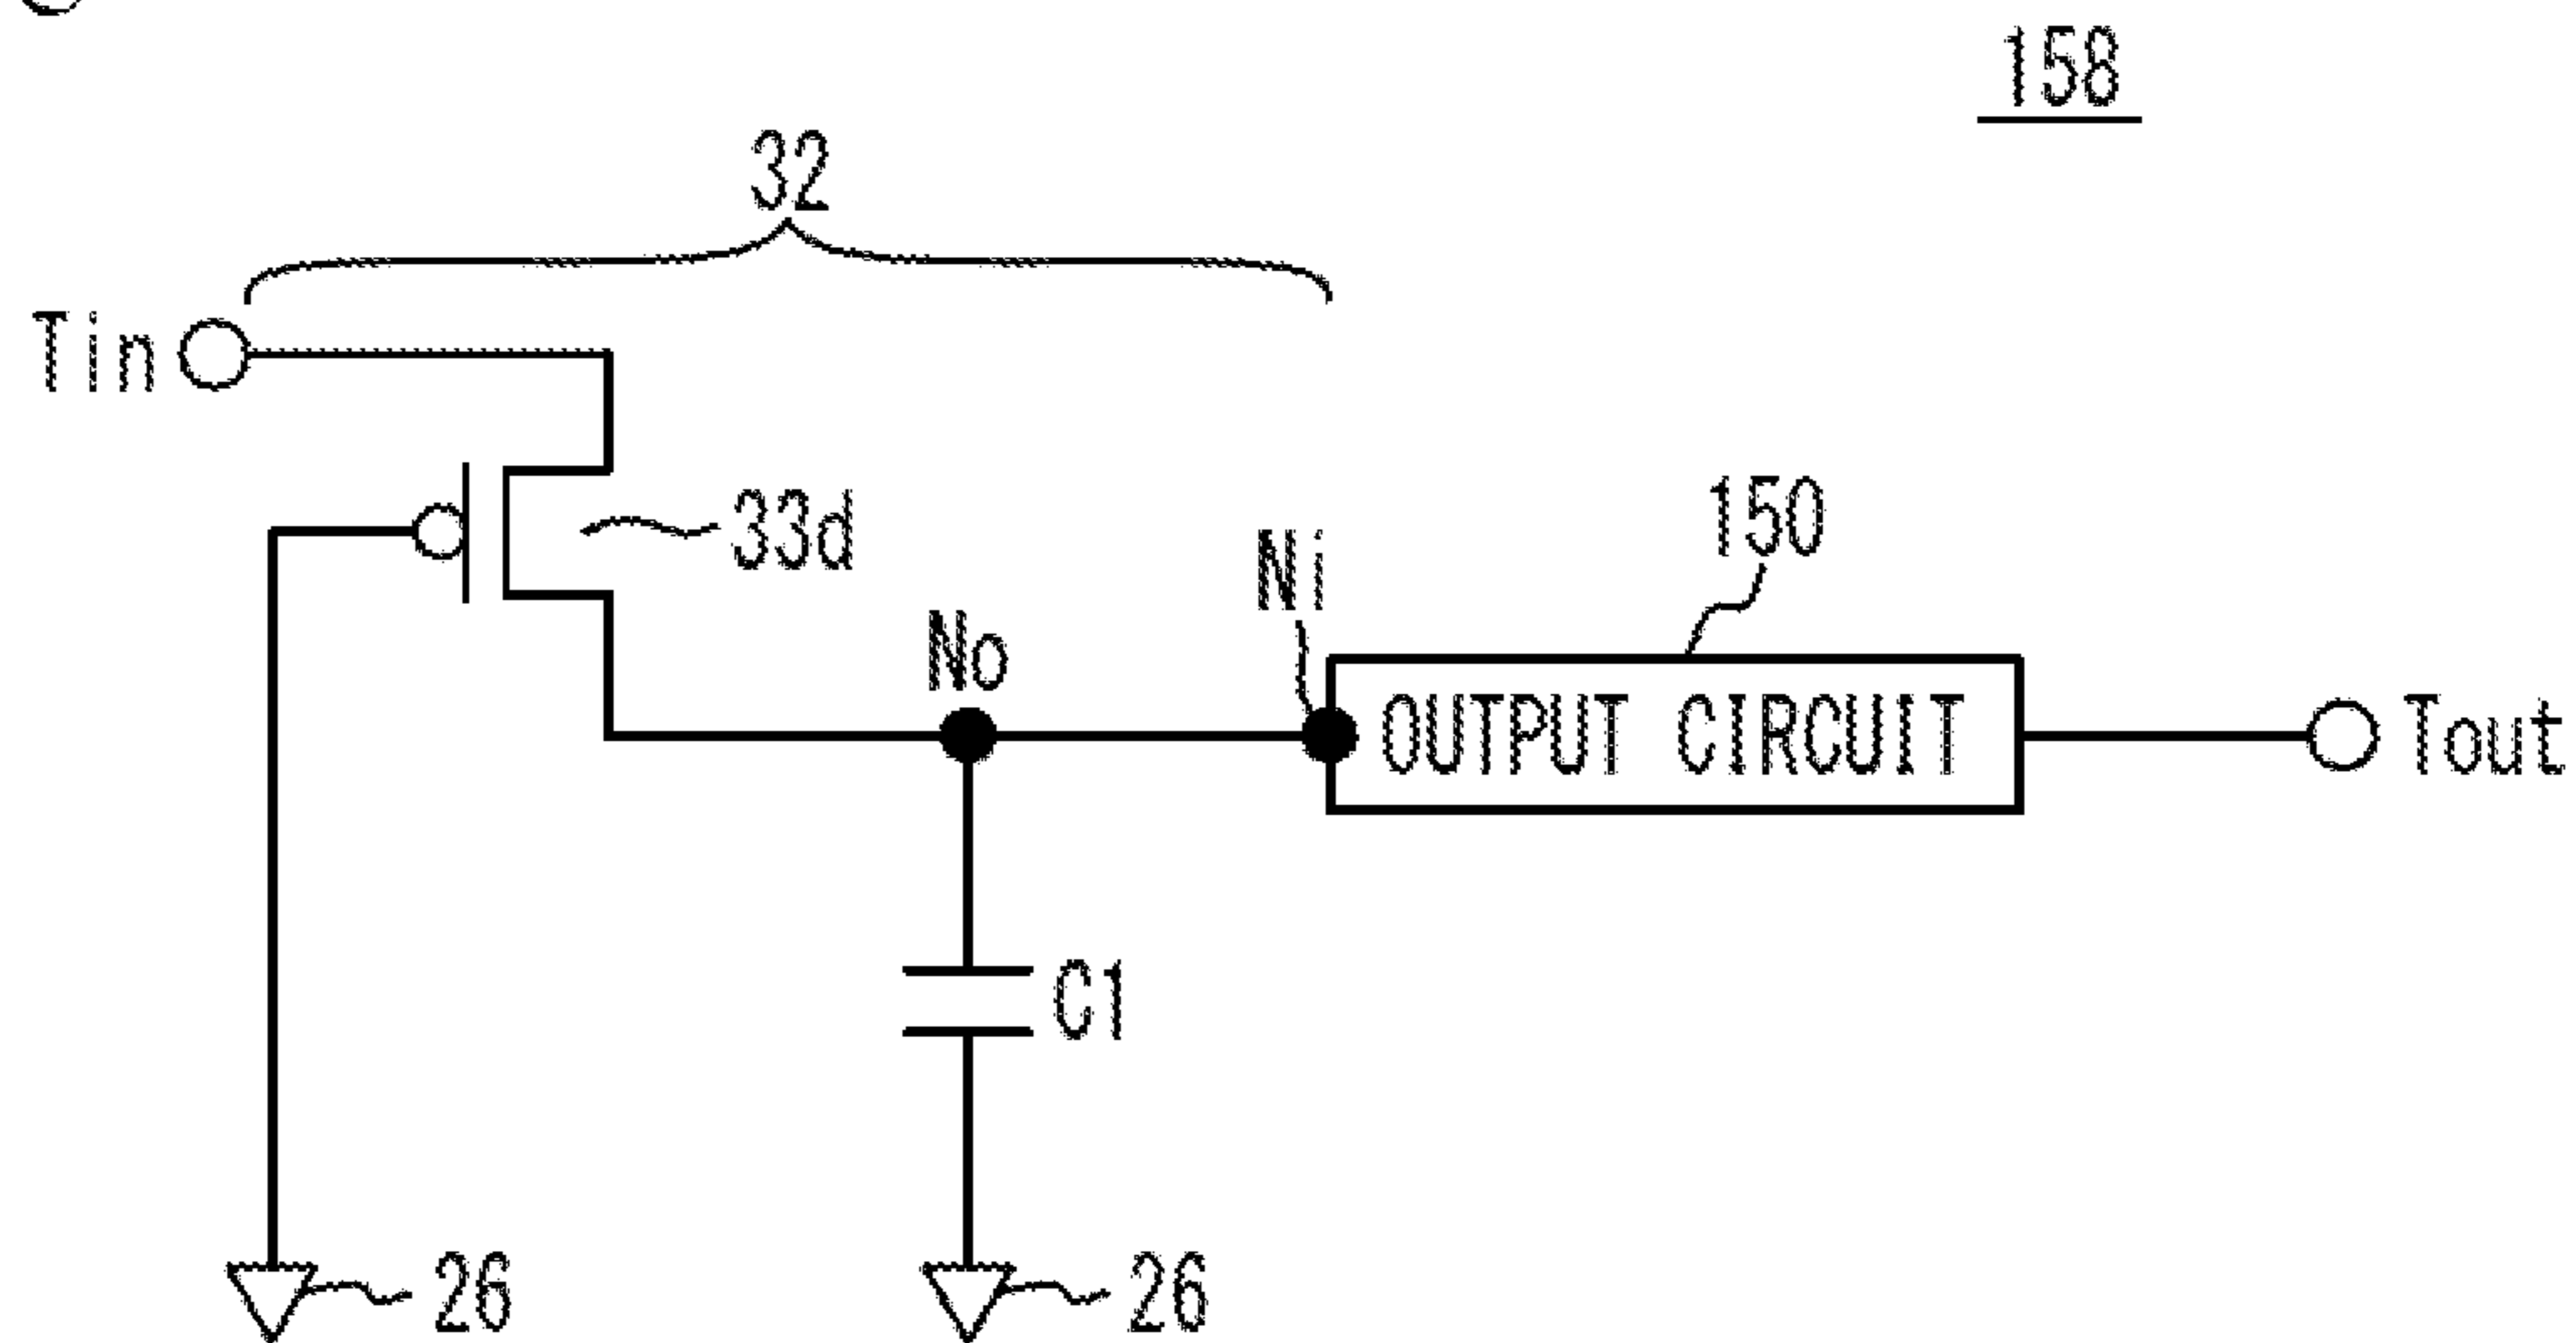 158
32
Tin
33d
150
Ni
No
OUTPUT CIRCUIT
Tout
C1
26
26